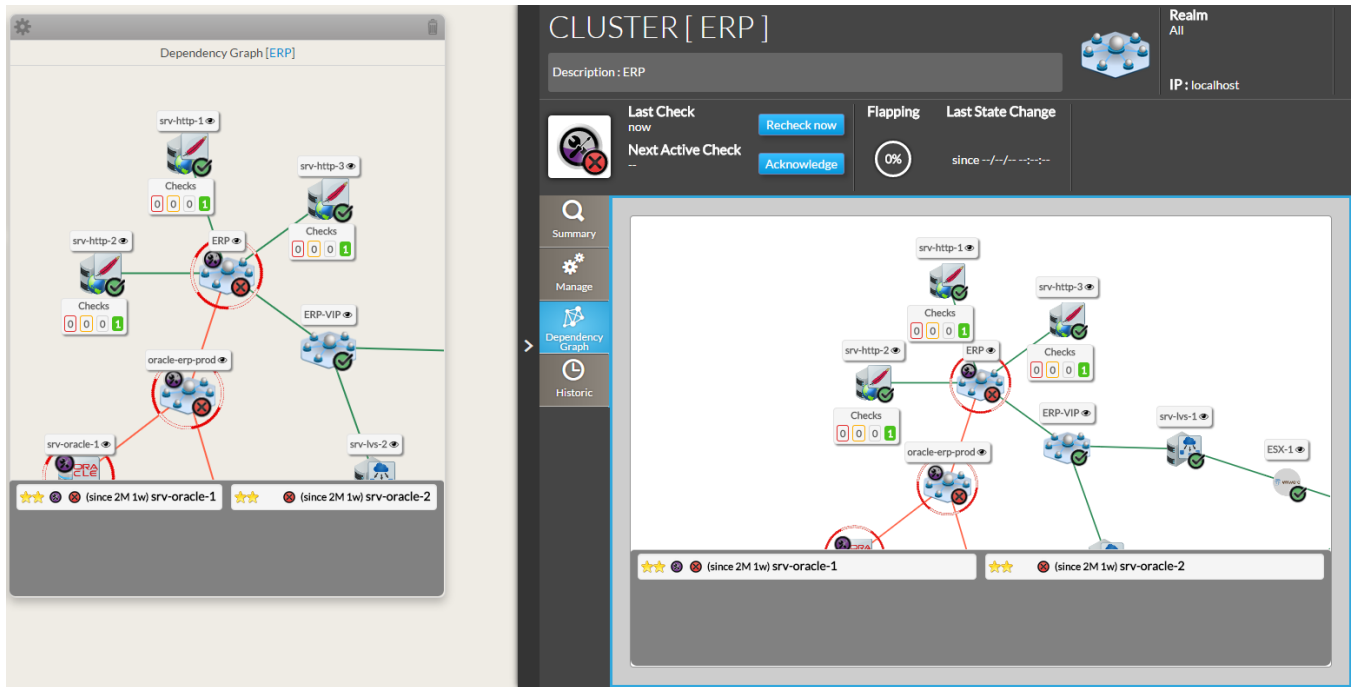 Dependency Graph [ERP]
srv-http-1
Checks
0 0 0 1
srv-http-3
Checks
0 0 0 1
srv-http-2
Checks
0 0 0 1
ERP
ERP-VIP
oracle-erp-prod
srv-oracle-1
ORA
CLE
srv-lvs-2
(since 2M 1w) srv-oracle-1
(since 2M 1w) srv-oracle-2
CLUSTER [ ERP ]
Description : ERP
Realm
All
IP : localhost
Last Check
now
Next Active Check
--
Recheck now
Acknowledge
Flapping
0%
Last State Change
since --/--/-- --:--:--
Summary
Manage
Dependency
Graph
Historic
srv-http-1
Checks
0 0 0 1
srv-http-3
Checks
0 0 0 1
srv-http-2
Checks
0 0 0 1
ERP
ERP-VIP
srv-lvs-1
ESX-1
oracle-erp-prod
ORA
(since 2M 1w) srv-oracle-1
(since 2M 1w) srv-oracle-2